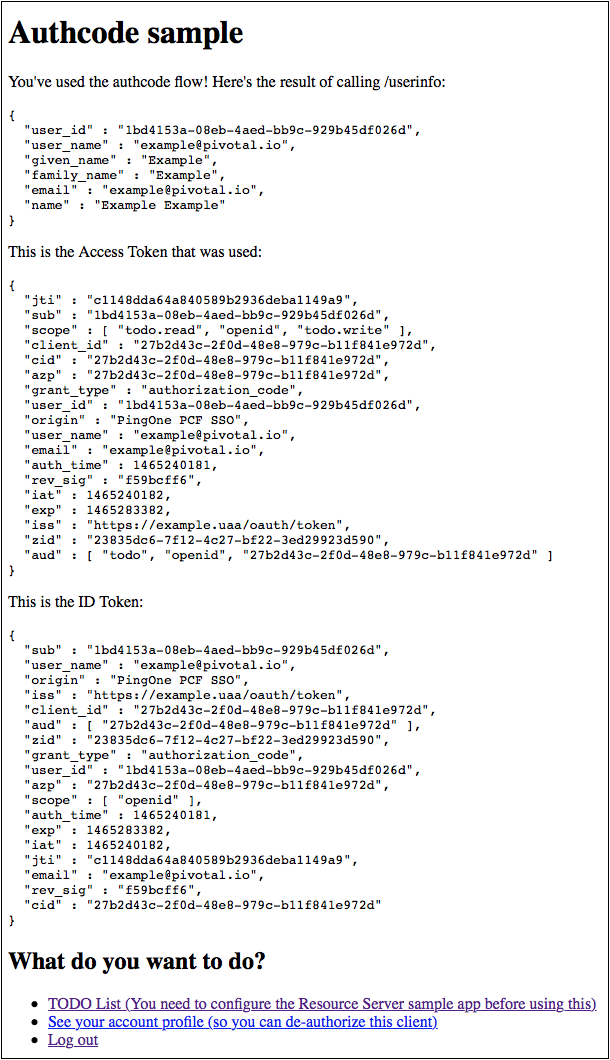 Authcode sample
You've used the authcode flow! Here's the result of calling /userinfo:
{
"user_id" : "1bd4153a-08eb-4aed-bb9c-929b45df026d",
"user_name" : "example@pivotal.io",
"given_name" : "Example",
"family_name" : "Example",
"email" : "example@pivotal.io",
"name" : "Example Example"
}
This is the Access Token that was used:
{
"jti" : "c1148dda64a840589b2936deba1149a9",
"sub" : "1bd4153a-08eb-4aed-bb9c-929b45df026d",
"scope" : [ "todo.read", "openid", "todo.write" ],
"client_id" : "27b2d43c-2f0d-48e8-979c-b11f841e972d",
"cid" : "27b2d43c-2f0d-48e8-979c-b11f841e972d",
"azp" : "27b2d43c-2f0d-48e8-979c-b11f841e972d",
"grant_type" : "authorization_code",
"user_id" : "1bd4153a-08eb-4aed-bb9c-929b45df026d",
"origin" : "PingOne PCF SSO",
"user_name" : "example@pivotal.io",
"email" : "example@pivotal.io",
"auth_time" : 1465240181,
"rev_sig" : "f59bcff6",
"iat" : 1465240182,
"exp" : 1465283382,
"iss" : "https://example.uaa/oauth/token",
"zid" : "23835dc6-7f12-4c27-bf22-3ed29923d590",
"aud" : [ "todo", "openid", "27b2d43c-2f0d-48e8-979c-b11f841e972d" ]
}
This is the ID Token:
{
"sub" : "1bd4153a-08eb-4aed-bb9c-929b45df026d",
"user_name" : "example@pivotal.io",
"origin" : "PingOne PCF SSO",
"iss" : "https://example.uaa/oauth/token",
"client_id" : "27b2d43c-2f0d-48e8-979c-b11f841e972d",
"aud" : [ "27b2d43c-2f0d-48e8-979c-b11f841e972d" ],
"zid" : "23835dc6-7f12-4c27-bf22-3ed29923d590",
"grant_type" : "authorization_code",
"user_id" : "1bd4153a-08eb-4aed-bb9c-929b45df026d",
"azp" : "27b2d43c-2f0d-48e8-979c-b11f841e972d",
"scope" : [ "openid" ],
"auth_time" : 1465240181,
"exp" : 1465283382,
"iat" : 1465240182,
"jti" : "c1148dda64a840589b2936deba1149a9",
"email" : "example@pivotal.io",
"rev_sig" : "f59bcff6",
"cid" : "27b2d43c-2f0d-48e8-979c-b11f841e972d"
}
What do you want to do?
• TODO List (You need to configure the Resource Server sample app before using this)
• See your account profile (so you can de-authorize this client)
• Log out